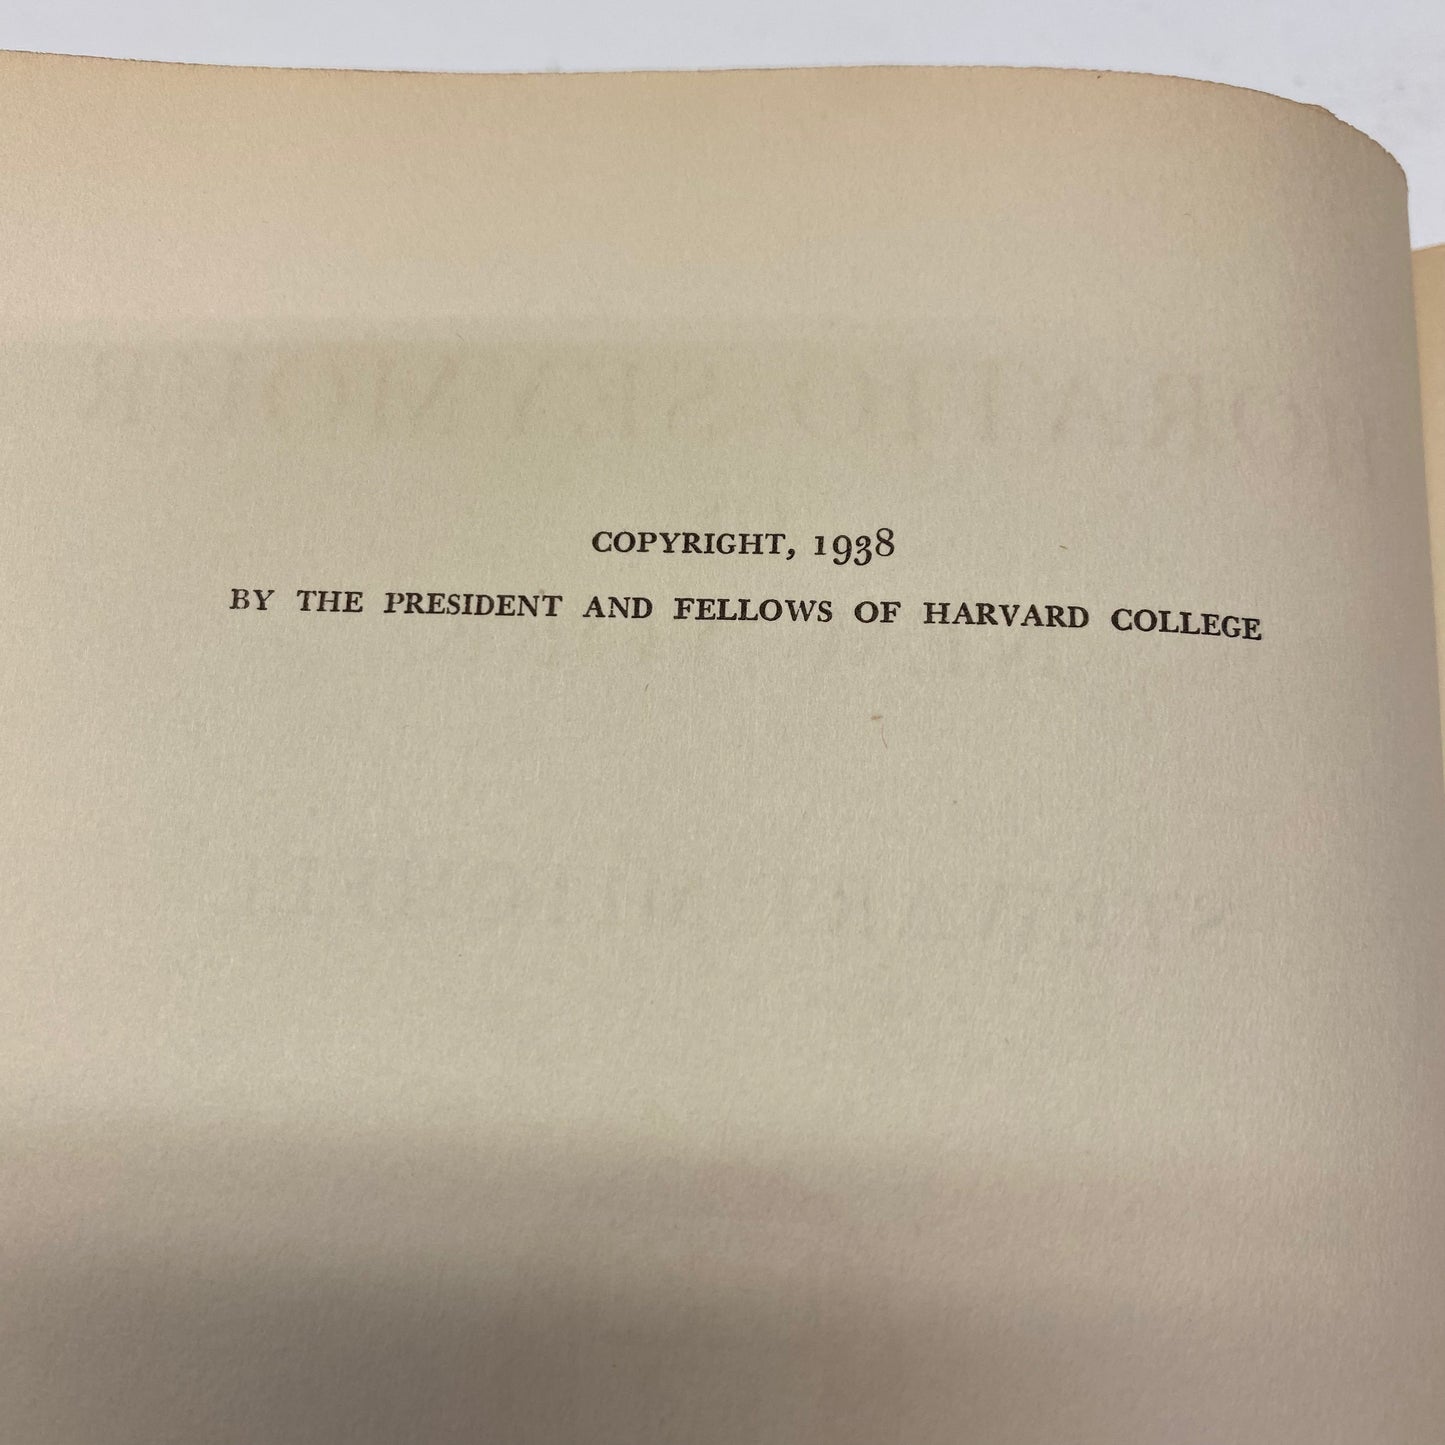 COPYRIGHT, 1938
BY THE PRESIDENT AND FELLOWS OF HARVARD COLLEGE